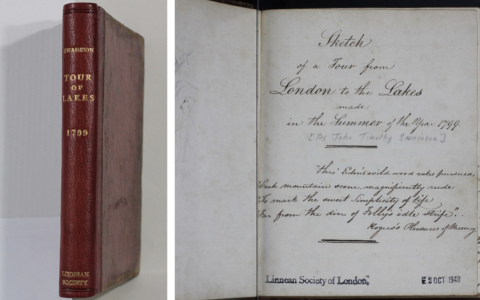 SWAINSON
TOUR
OF
LAKES
1799
LINNEAN
SOCIETY
Sketch
of a Tour from
London to the Lakes
made
in the Summer of the Year 1799
[By John Timothy Swainson]
"Thro' Eden's wild wood vales pursued
"Each mountain scene, magnificently rude
"To mark the sweet simplicity of life
"Far from the din of Folly's idle strife".
Rogers's Pleasures of Memory
Linnean Society of London.
2 OCT 1948